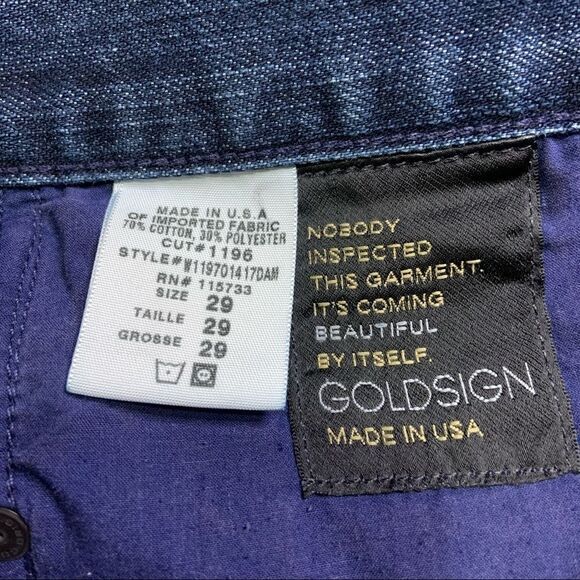 MADE IN U.S.A
OF IMPORTED FABRIC
70% COTTON, 30% POLYESTER
CUT#1196
STYLE#W119701417DAM
RN# 115733
SIZE 29
TAILLE 29
GROSSE 29
NOBODY
INSPECTED
THIS GARMENT.
IT'S COMING
BEAUTIFUL
BY ITSELF.
GOLDSIGN
MADE IN USA